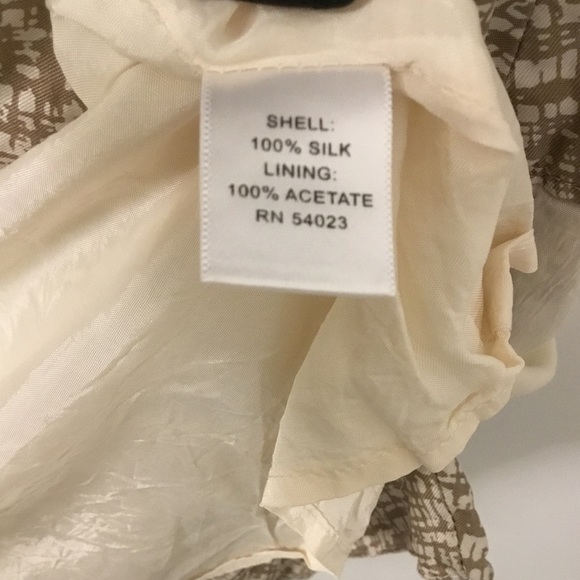 SHELL:
100% SILK
LINING:
100% ACETATE
RN 54023